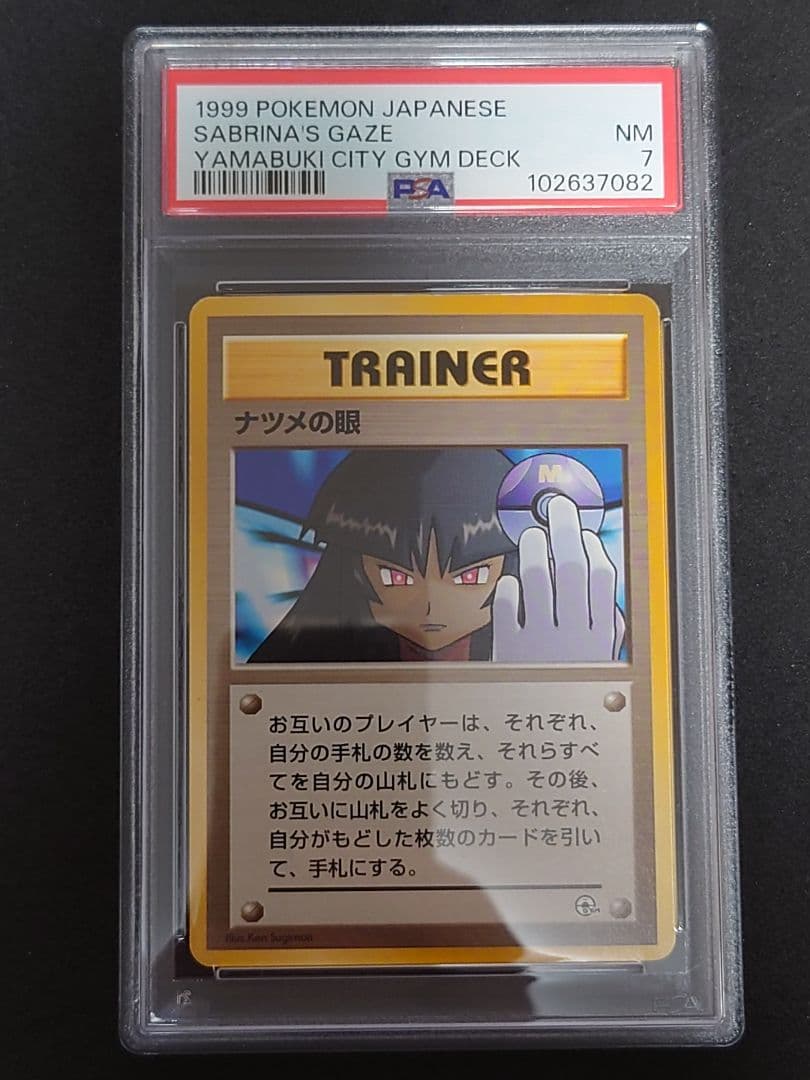 1999 POKEMON JAPANESE
SABRINA'S GAZE NM
YAMABUKI CITY GYM DECK 7
PSA 102637082
TRAINER
ナツメの眼
M
お互いのプレイヤーは、それぞれ、
自分の手札の数を数え、それらすべ
てを自分の山札にもどす。その後、
お互いに山札をよく切り、それぞれ、
自分がもどした枚数のカードを引い
て、手札にする。
GYM
Illus. Ken Sugimori
PSA